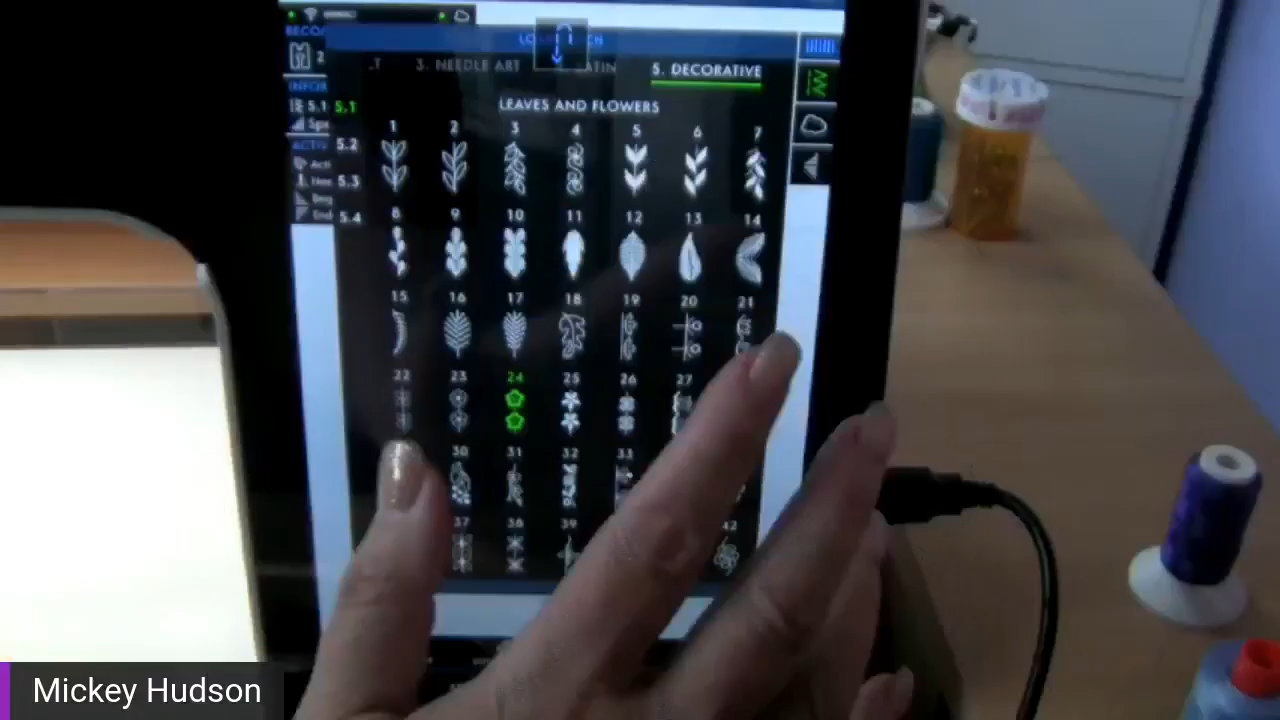 3. NEEDLE ART
5. DECORATIVE
LEAVES AND FLOWERS
5.1 5.1
5.2
5.3
5.4
1 2 3 4 5 6 7
8 9 10 11 12 13 14
15 16 17 18 19 20 21
22 23 24 25 26 27
30 31 32 33
37 38 39 42
Mickey Hudson